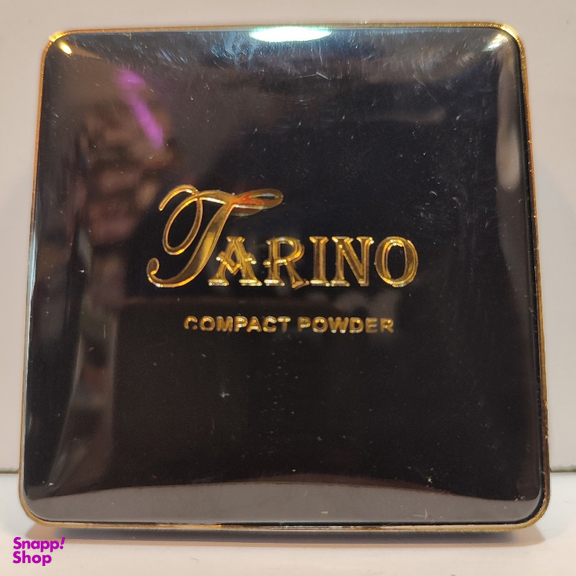 TARINO
COMPACT POWDER
Snapp!
Shop